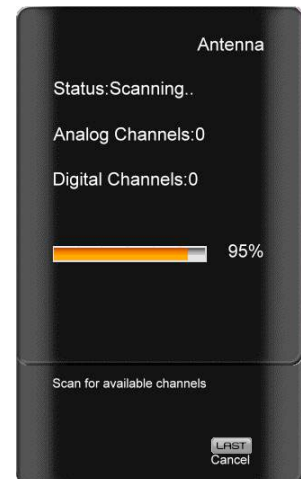 Antenna
Status:Scanning..
Analog Channels:0
Digital Channels:0
95%
Scan for available channels
LAST
Cancel